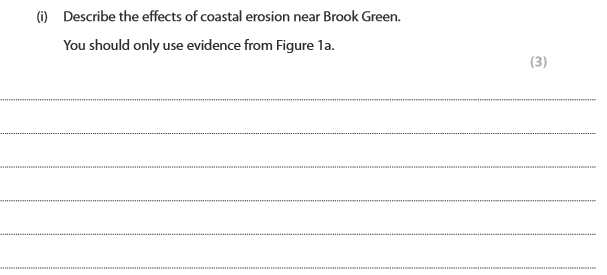 (i) Describe the effects of coastal erosion near Brook Green.
You should only use evidence from Figure 1a.
(3)